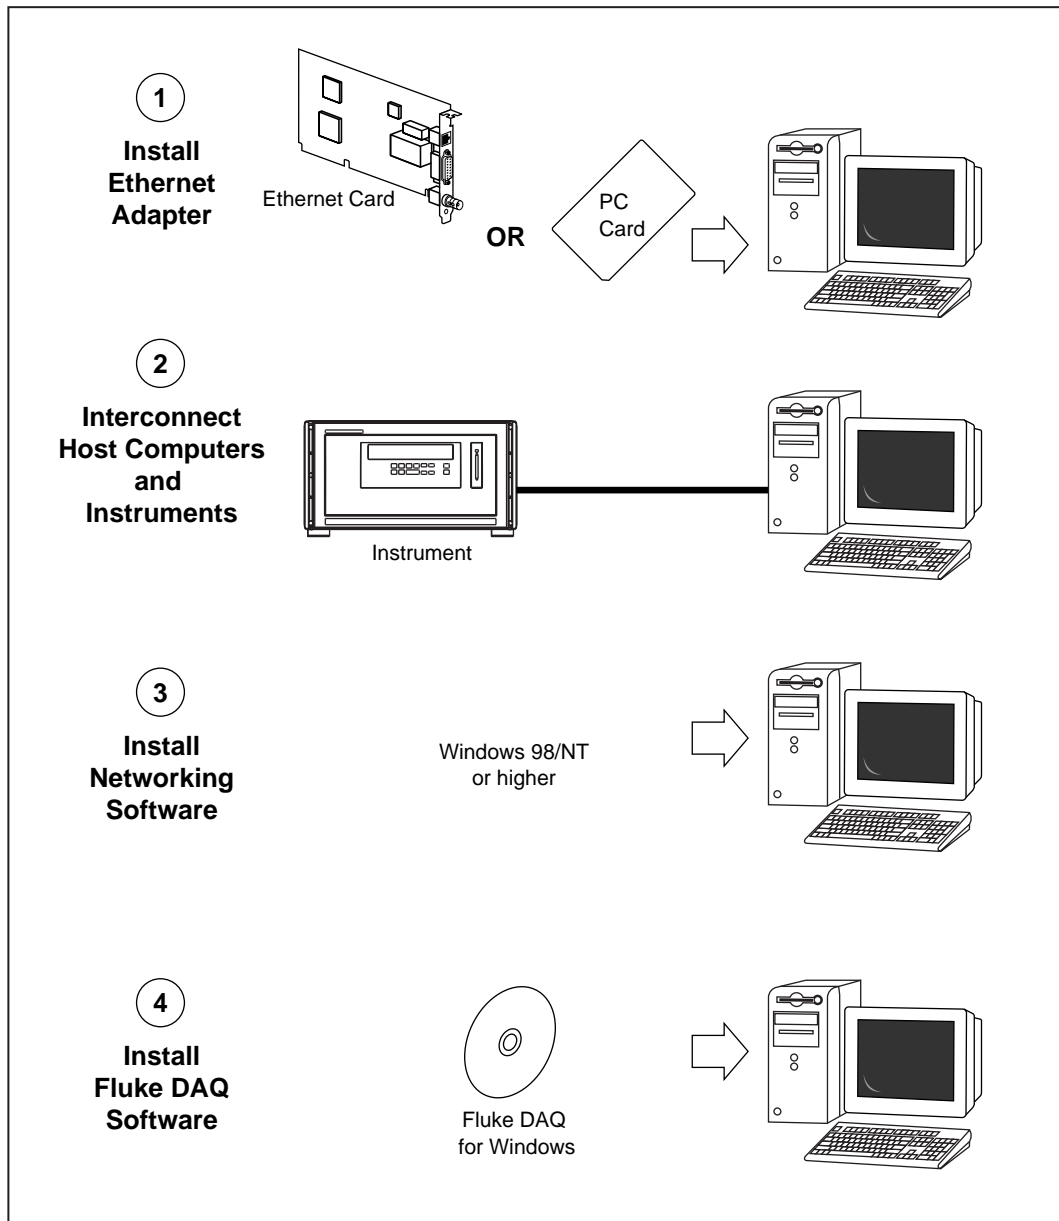 1
Install
Ethernet
Adapter
Ethernet Card
OR
PC
Card
2
Interconnect
Host Computers
and
Instruments
Instrument
3
Install
Networking
Software
Windows 98/NT
or higher
4
Install
Fluke DAQ
Software
Fluke DAQ
for Windows